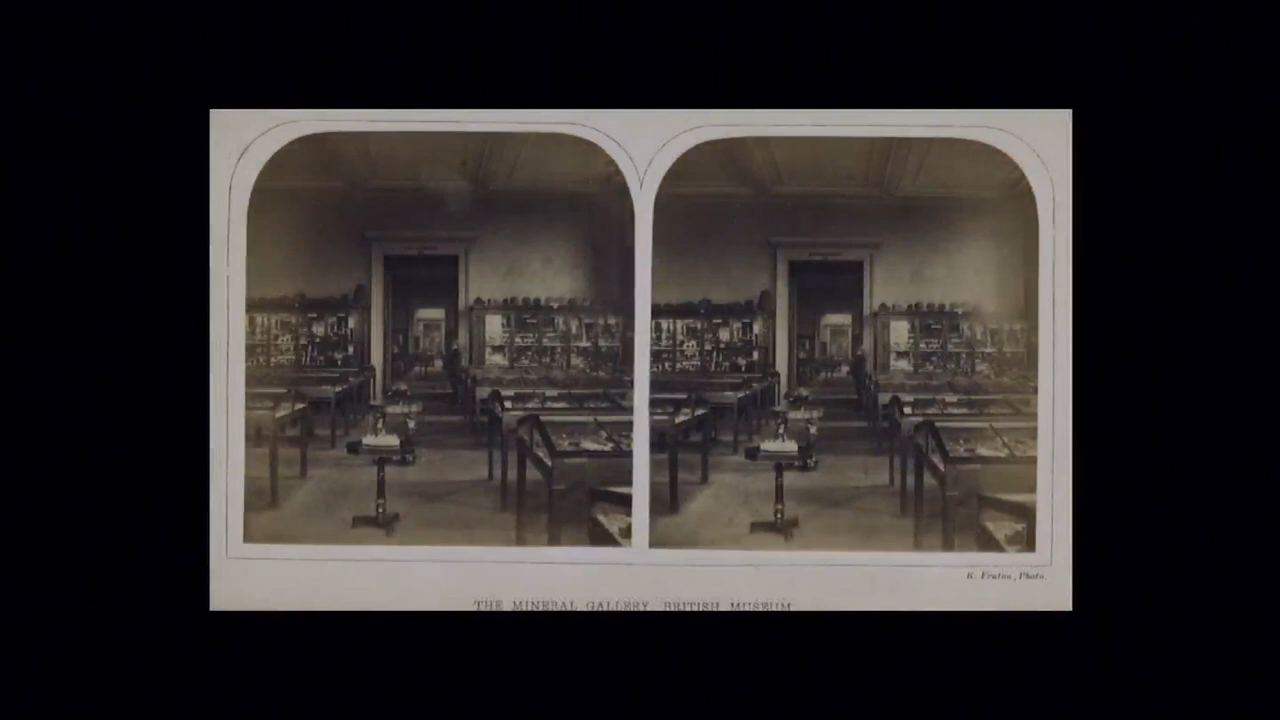 R. Fenton, Photo.
THE MINERAL GALLERY, BRITISH MUSEUM